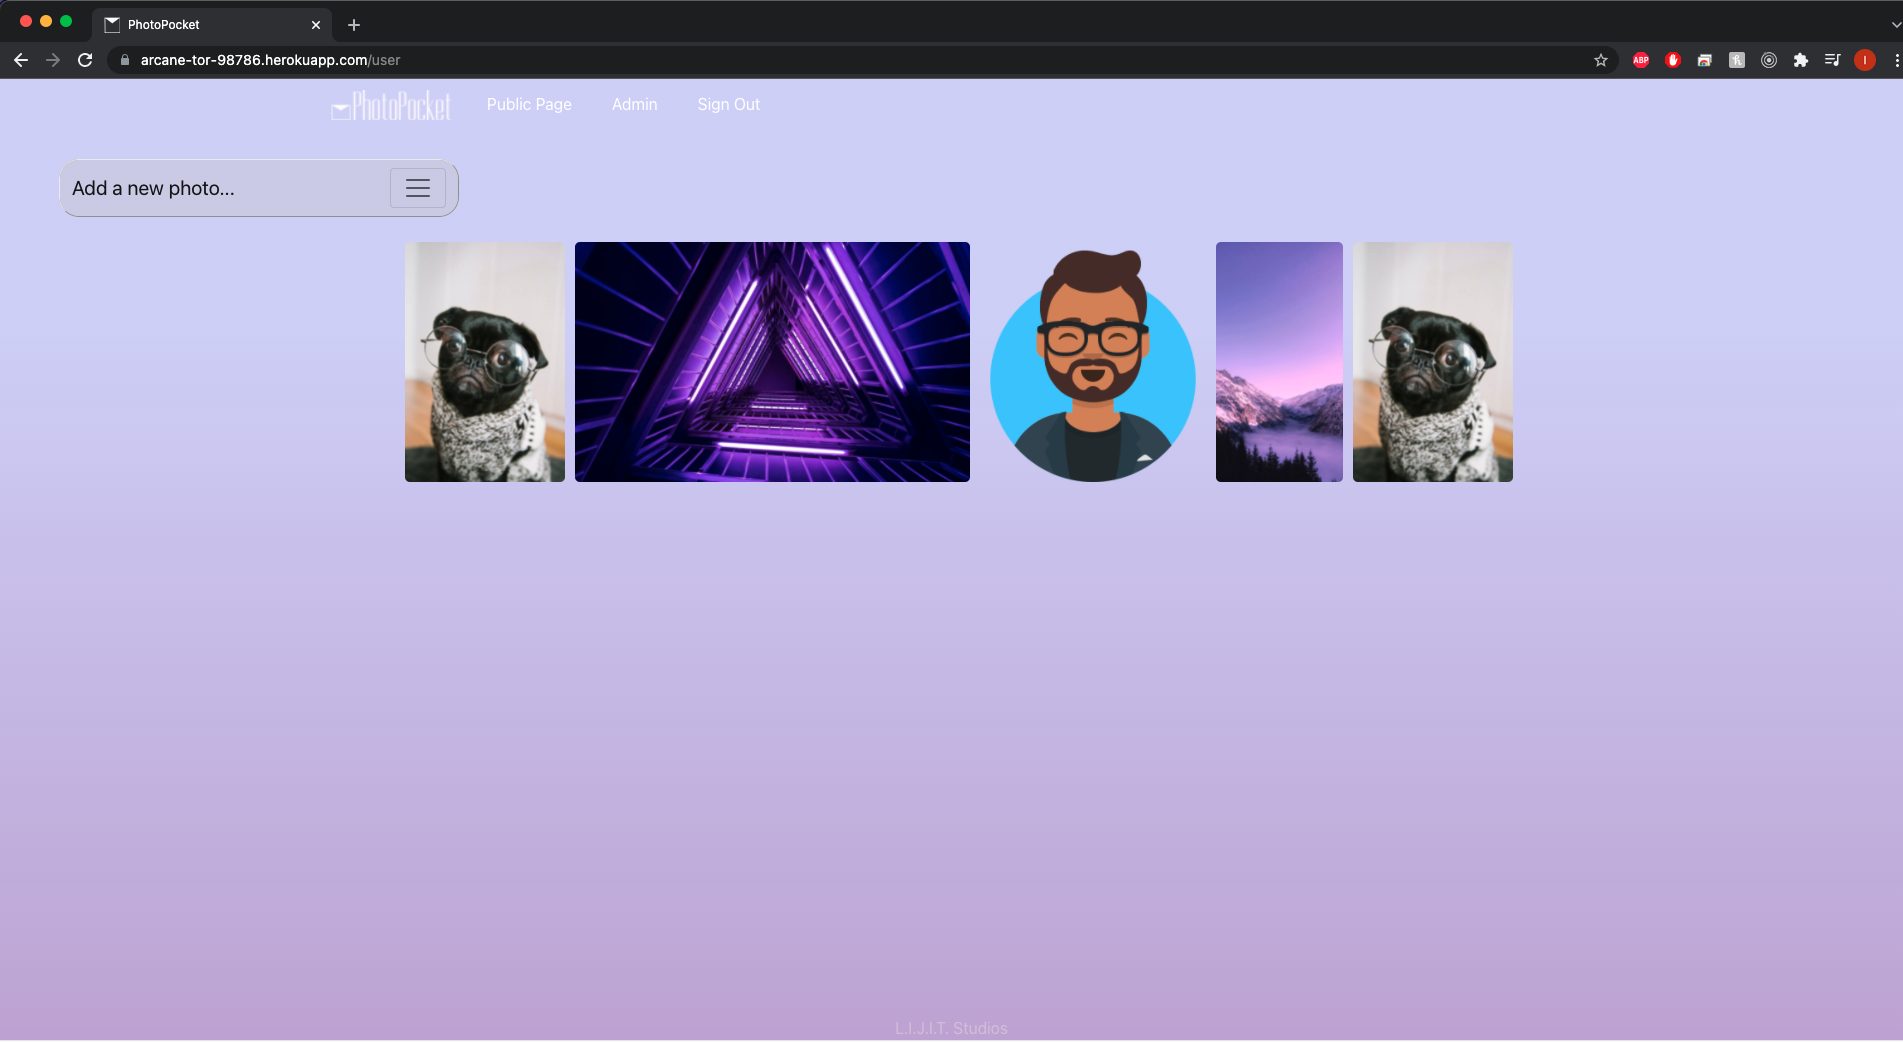 PhotoPocket
arcane-tor-98786.herokuapp.com/user
ABP
I
PhotoPocket
Public Page
Admin
Sign Out
Add a new photo...
L.I.J.I.T. Studios